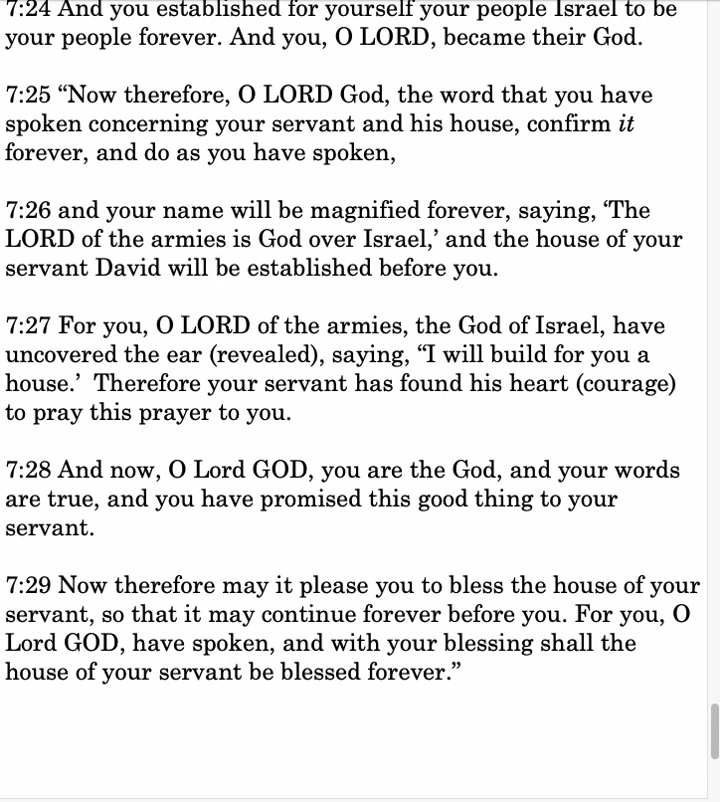 7:24 And you established for yourself your people Israel to be
your people forever. And you, O LORD, became their God.
7:25 “Now therefore, O LORD God, the word that you have
spoken concerning your servant and his house, confirm it
forever, and do as you have spoken,
7:26 and your name will be magnified forever, saying, ‘The
LORD of the armies is God over Israel,’ and the house of your
servant David will be established before you.
7:27 For you, O LORD of the armies, the God of Israel, have
uncovered the ear (revealed), saying, “I will build for you a
house.’  Therefore your servant has found his heart (courage)
to pray this prayer to you.
7:28 And now, O Lord GOD, you are the God, and your words
are true, and you have promised this good thing to your
servant.
7:29 Now therefore may it please you to bless the house of your
servant, so that it may continue forever before you. For you, O
Lord GOD, have spoken, and with your blessing shall the
house of your servant be blessed forever.”